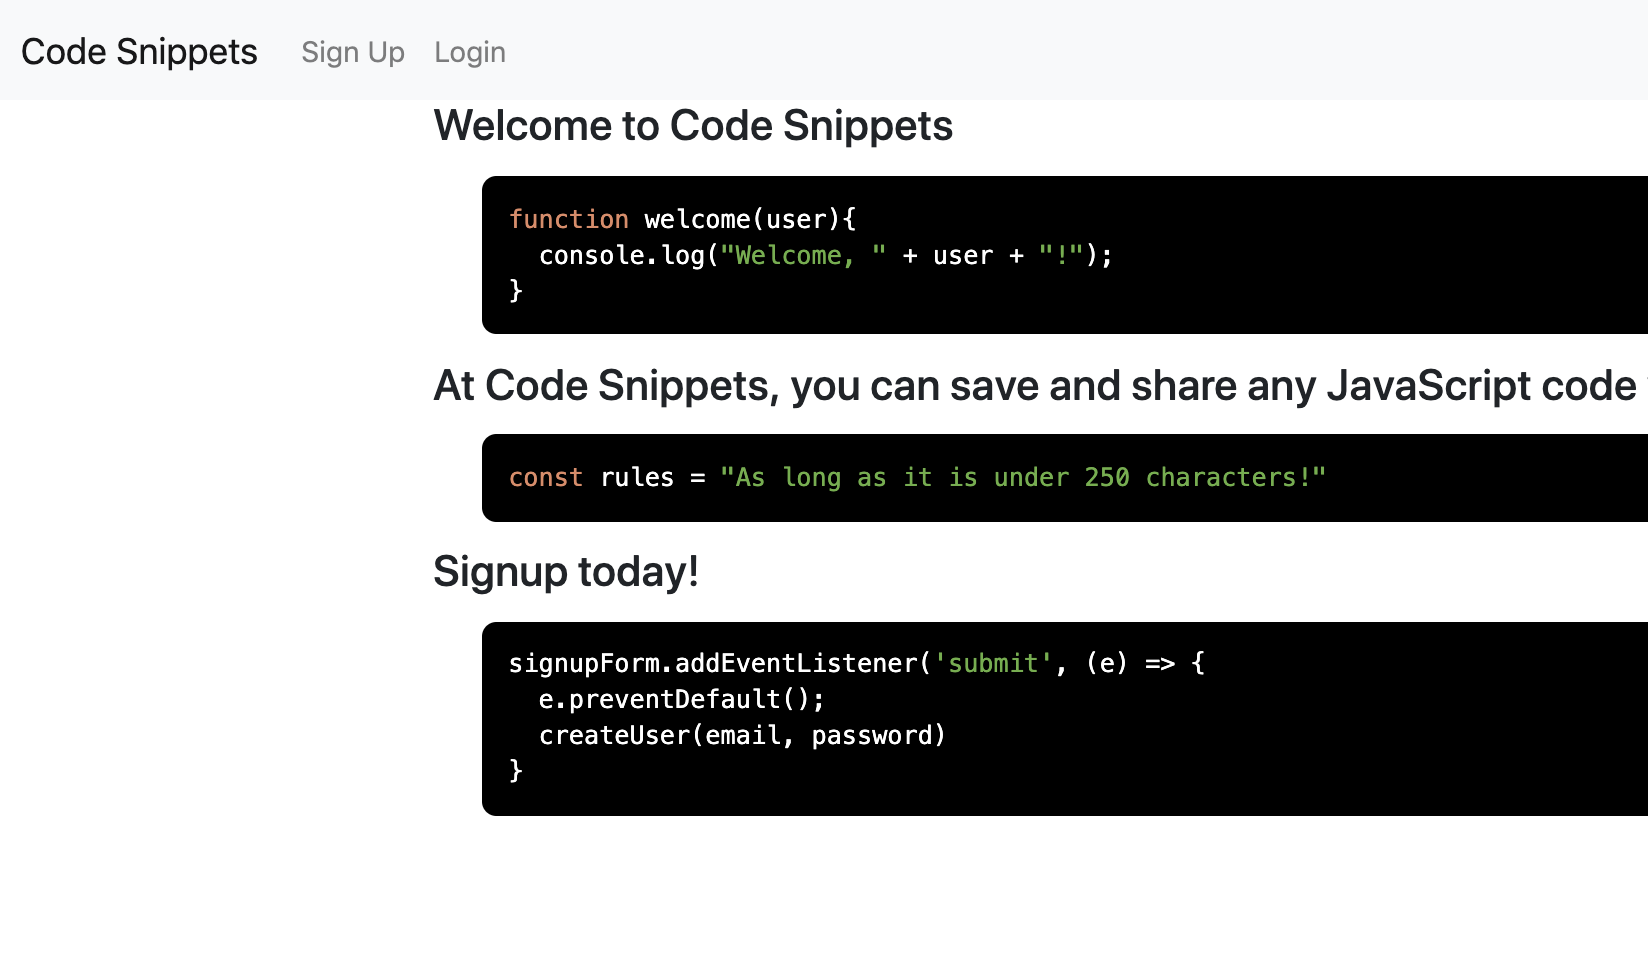 Code Snippets Sign Up Login
Welcome to Code Snippets
function welcome(user){
  console.log("Welcome, " + user + "!");
}
At Code Snippets, you can save and share any JavaScript code
const rules = "As long as it is under 250 characters!"
Signup today!
signupForm.addEventListener('submit', (e) => {
  e.preventDefault();
  createUser(email, password)
}